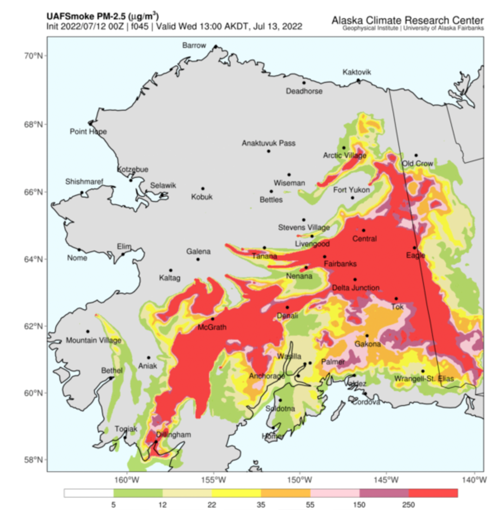 UAFSmoke PM-2.5 (μg/m³)
Init 2022/07/12 00Z | f045 | Valid Wed 13:00 AKDT, Jul 13, 2022
Alaska Climate Research Center
Geophysical Institute | University of Alaska Fairbanks
70°N
68°N
66°N
64°N
62°N
60°N
58°N
Barrow
Kaktovik
Deadhorse
Point Hope
Anaktuvuk Pass
Arctic Village
Old Crow
Kotzebue
Shishmaref
Selawik
Wiseman
Fort Yukon
Kobuk
Bettles
Stevens Village
Central
Livengood
Elim
Nome
Galena
Tanana
Eagle
Fairbanks
Kaltag
Nenana
Delta Junction
Tok
Denali
McGrath
Mountain Village
Gakona
Wasilla
Palmer
Aniak
Bethel
Anchorage
Valdez
Wrangell-St. Elias
Cordova
Soldotna
Togiak
Dillingham
Homer
160°W
155°W
150°W
145°W
140°W
5
12
22
35
55
150
250